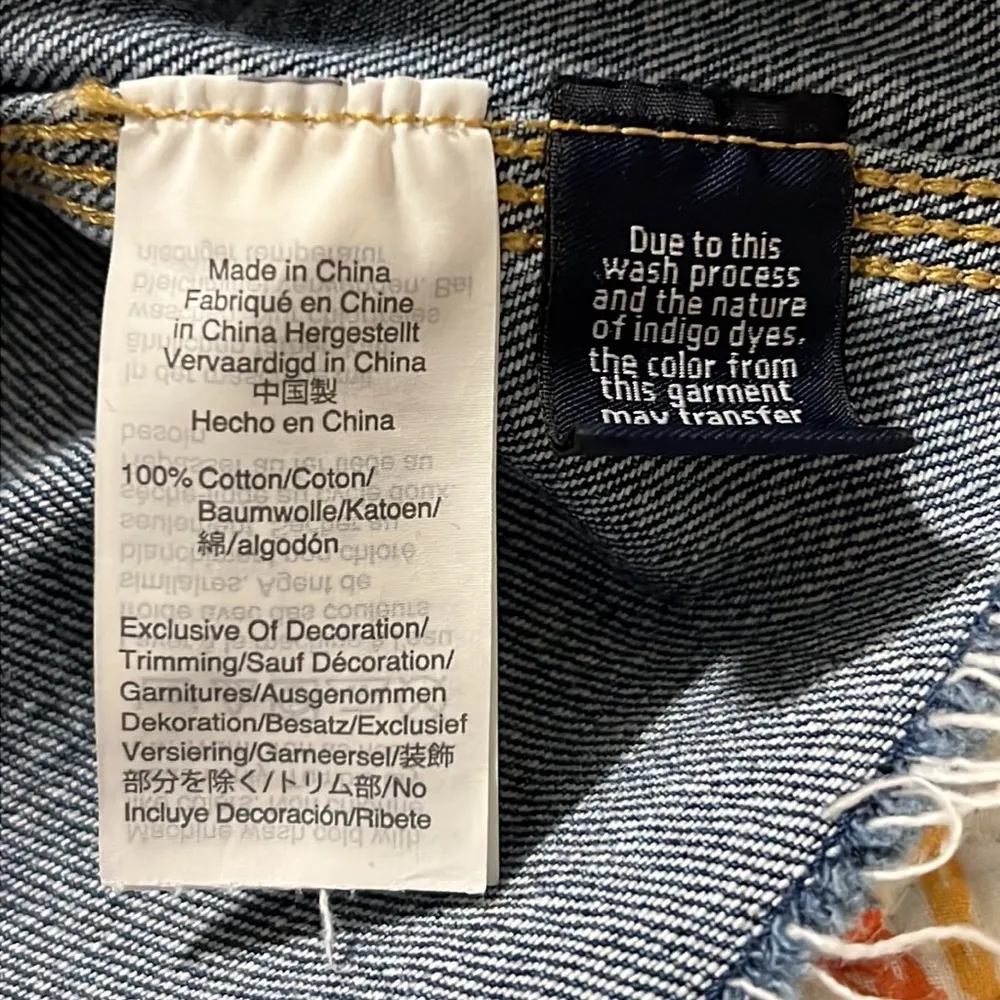 Made in China
Fabriqué en Chine
in China Hergestellt
Vervaardigd in China
中国製
Hecho en China
100% Cotton/Coton/
Baumwolle/Katoen/
綿/algodón
Exclusive Of Decoration/
Trimming/Sauf Décoration/
Garnitures/Ausgenommen
Dekoration/Besatz/Exclusief
Versiering/Garneersel/装飾
部分を除く/トリム部/No
Incluye Decoración/Ribete
Due to this
wash process
and the nature
of indigo dyes,
the color from
this garment
may transfer